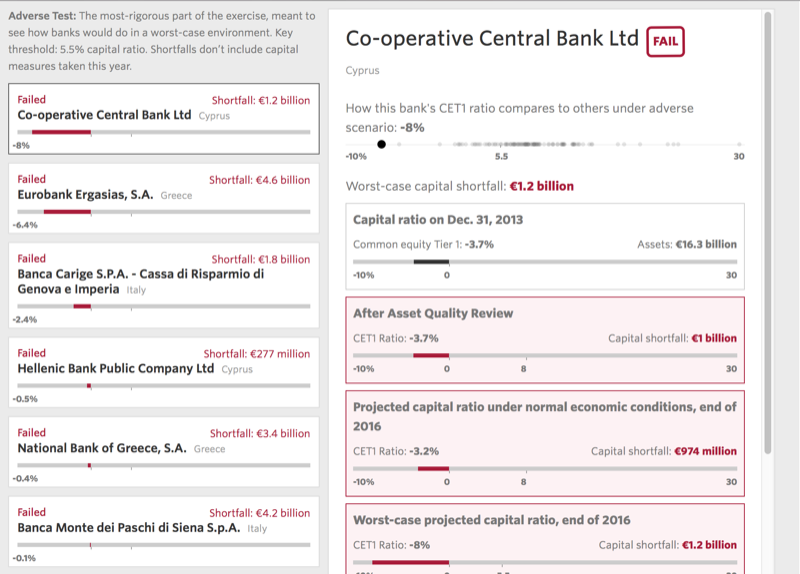 Adverse Test: The most-rigorous part of the exercise, meant to
see how banks would do in a worst-case environment. Key
threshold: 5.5% capital ratio. Shortfalls don't include capital
measures taken this year.
Failed Shortfall: €1.2 billion
Co-operative Central Bank Ltd Cyprus
-8%
Failed Shortfall: €4.6 billion
Eurobank Ergasias, S.A. Greece
-6.4%
Failed Shortfall: €1.8 billion
Banca Carige S.P.A. - Cassa di Risparmio di
Genova e Imperia Italy
-2.4%
Failed Shortfall: €277 million
Hellenic Bank Public Company Ltd Cyprus
-0.5%
Failed Shortfall: €3.4 billion
National Bank of Greece, S.A. Greece
-0.4%
Failed Shortfall: €4.2 billion
Banca Monte dei Paschi di Siena S.p.A. Italy
-0.1%
Co-operative Central Bank Ltd FAIL
Cyprus
How this bank's CET1 ratio compares to others under adverse
scenario: -8%
-10% 5.5 30
Worst-case capital shortfall: €1.2 billion
Capital ratio on Dec. 31, 2013
Common equity Tier 1: -3.7% Assets: €16.3 billion
-10% 0 30
After Asset Quality Review
CET1 Ratio: -3.7% Capital shortfall: €1 billion
-10% 0 8 30
Projected capital ratio under normal economic conditions, end of
2016
CET1 Ratio: -3.2% Capital shortfall: €974 million
-10% 0 8 30
Worst-case projected capital ratio, end of 2016
CET1 Ratio: -8% Capital shortfall: €1.2 billion